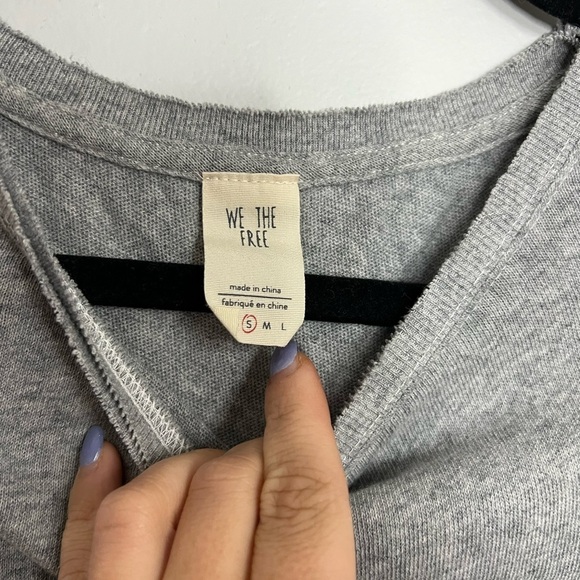 WE THE
FREE
made in china
fabriqué en chine
S M L